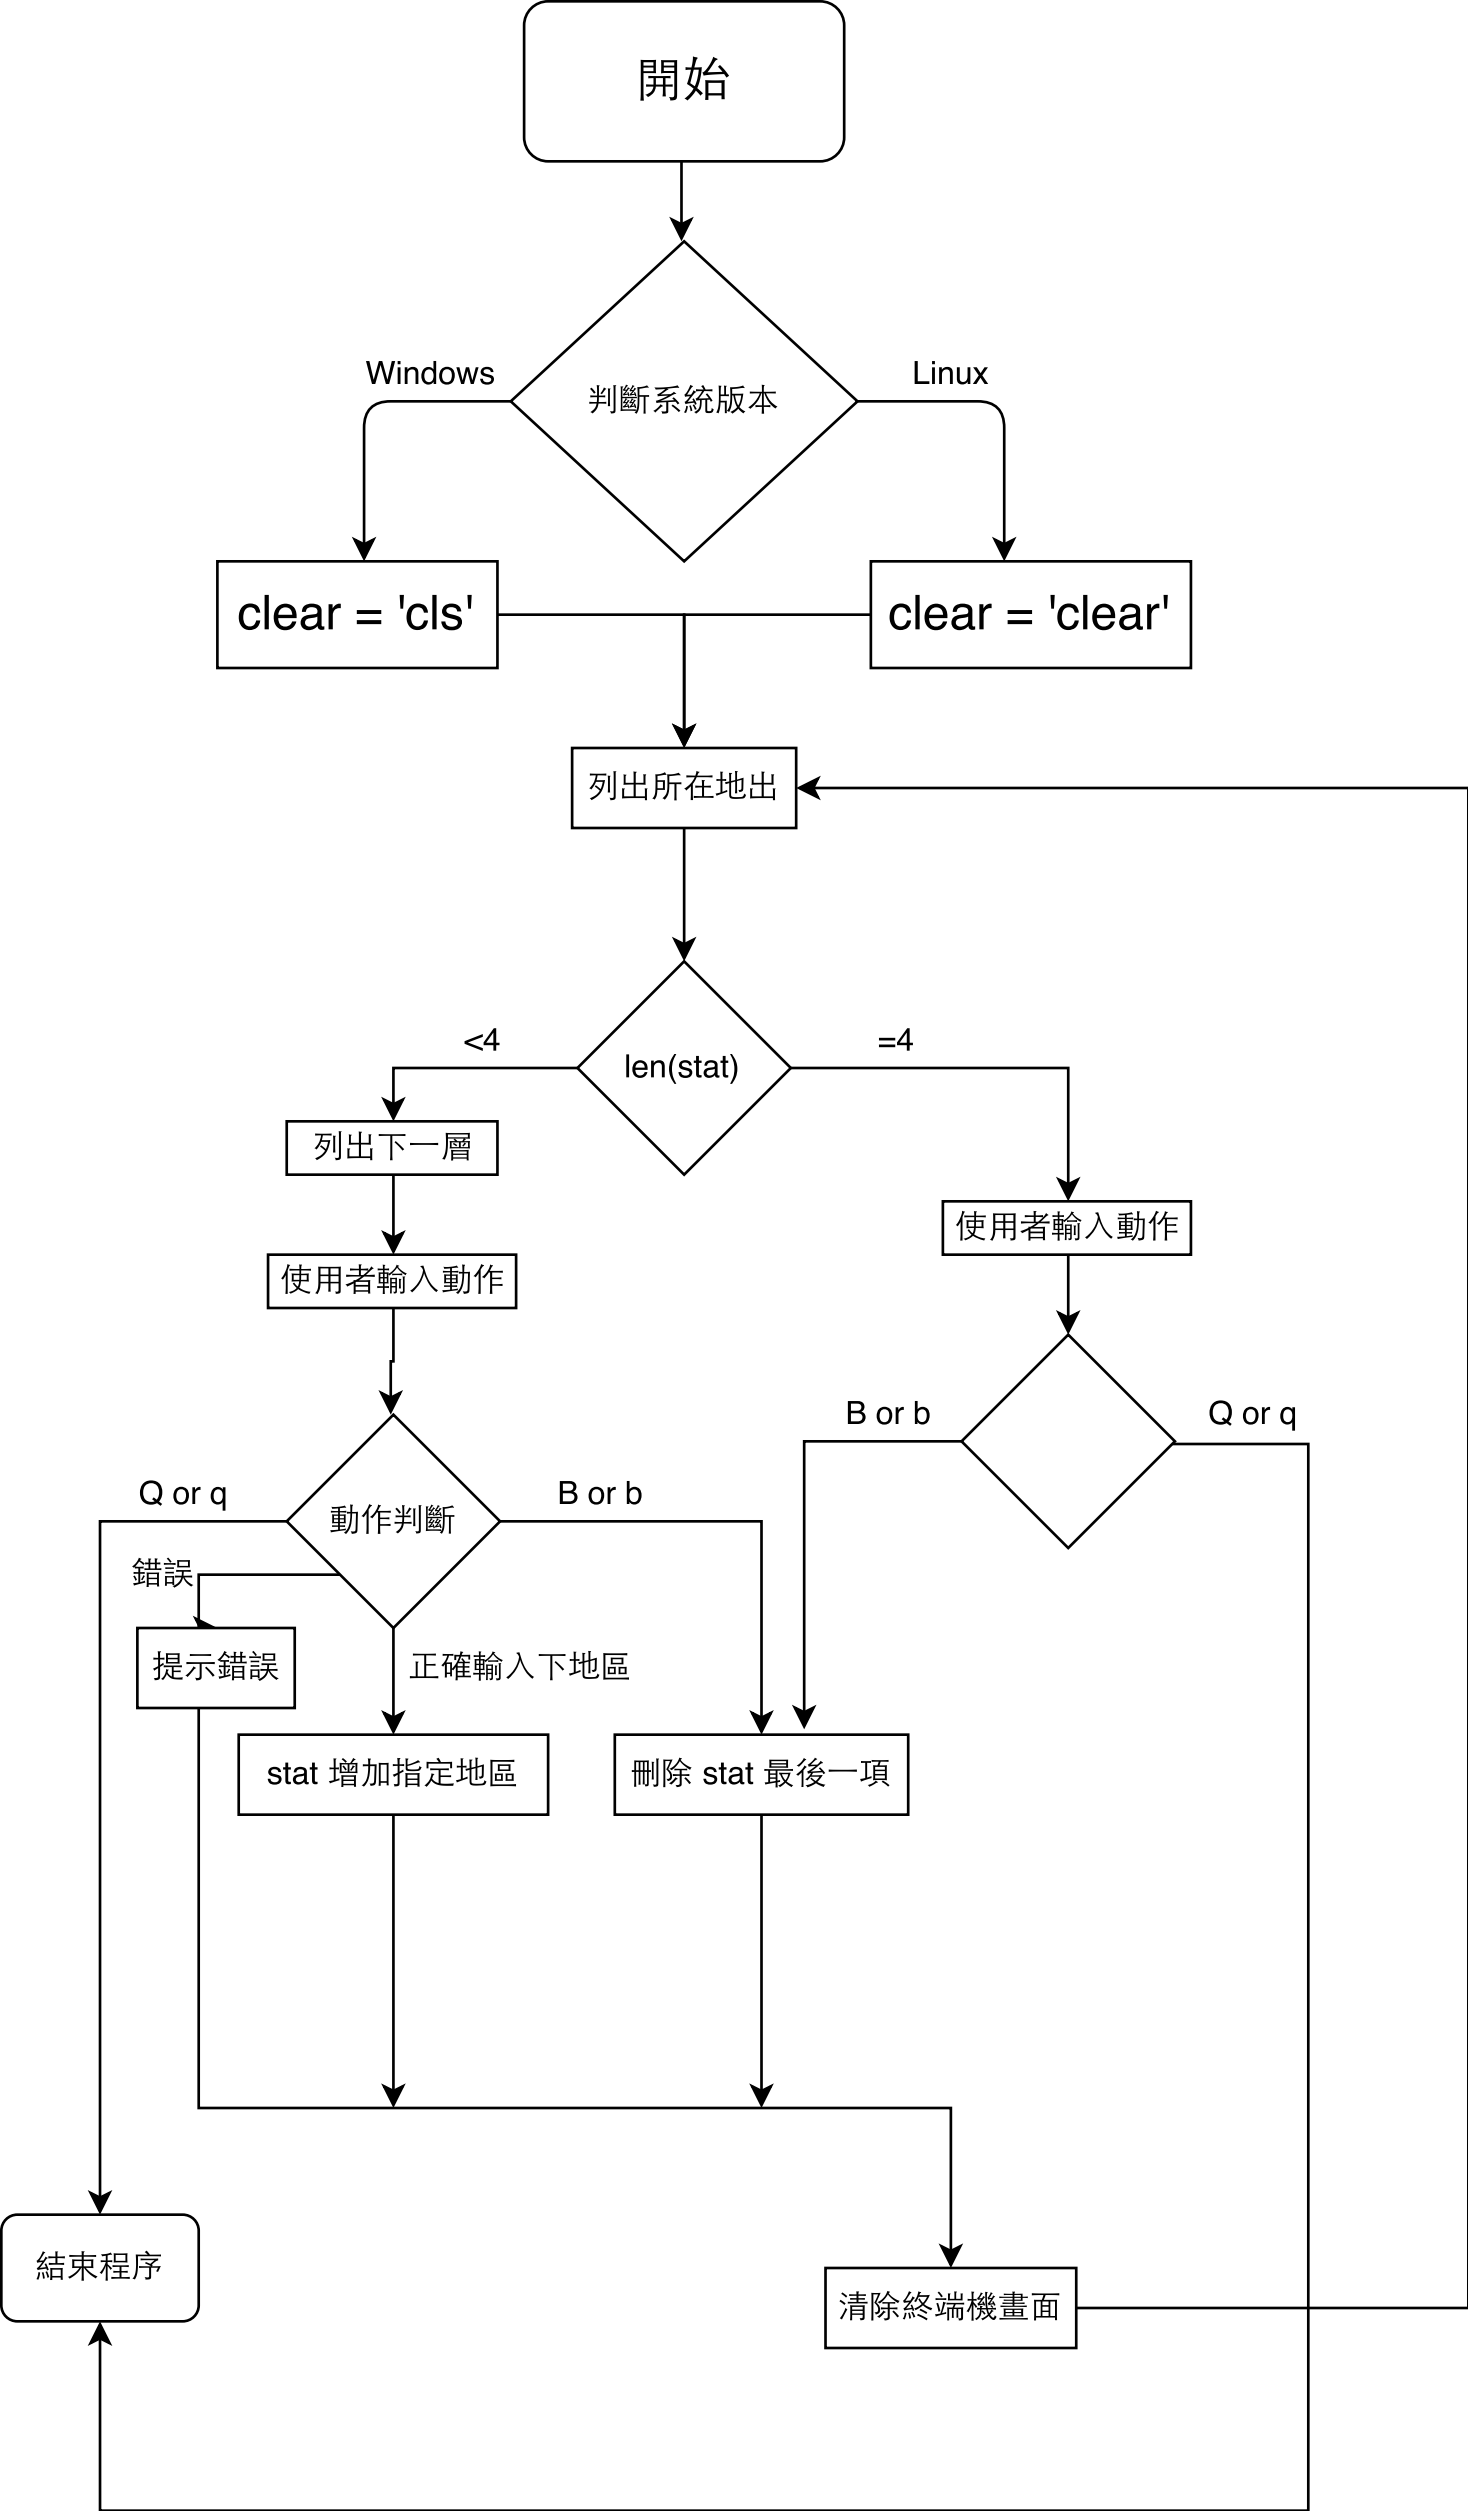 開始
Windows
Linux
判斷系統版本
clear = 'cls'
clear = 'clear'
列出所在地出
<4
=4
len(stat)
列出下一層
使用者輸入動作
使用者輸入動作
B or b
Q or q
Q or q
B or b
動作判斷
錯誤
提示錯誤
正確輸入下地區
stat 增加指定地區
刪除 stat 最後一項
結束程序
清除終端機畫面